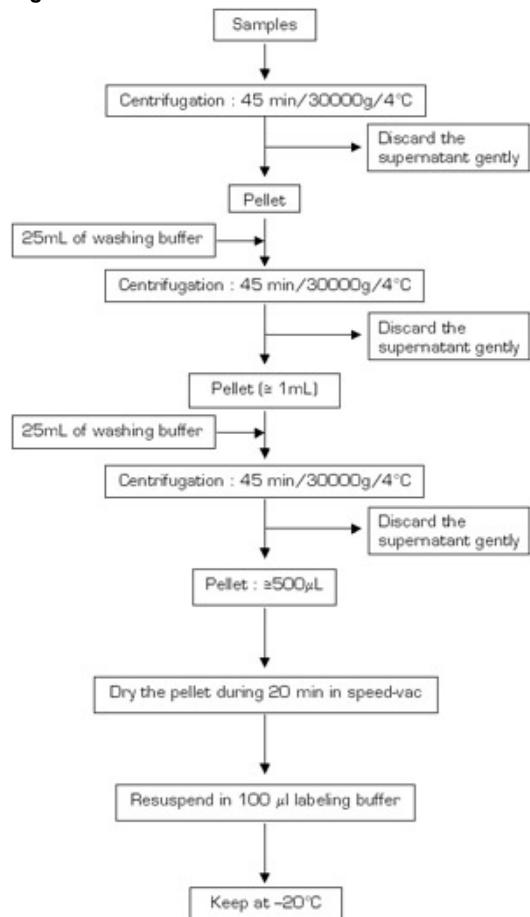 Samples
Centrifugation : 45 min/30000g/4°C
Discard the
supernatant gently
Pellet
25mL of washing buffer
Centrifugation : 45 min/30000g/4°C
Discard the
supernatant gently
Pellet (≥ 1mL)
25mL of washing buffer
Centrifugation : 45 min/30000g/4°C
Discard the
supernatant gently
Pellet : ≥500µL
Dry the pellet during 20 min in speed-vac
Resuspend in 100 µl labeling buffer
Keep at –20°C